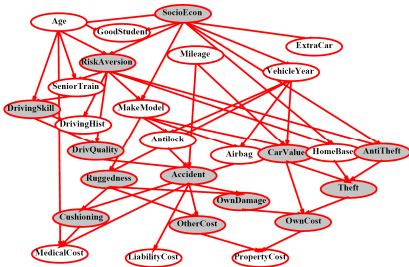 SocioEcon
Age
GoodStudent
ExtraCar
Mileage
RiskAversion
VehicleYear
SeniorTrain
DrivingSkill
MakeModel
DrivingHist
Antilock
DrivQuality
Airbag
CarValue
HomeBase
AntiTheft
Ruggedness
Accident
Theft
OwnDamage
Cushioning
OtherCost
OwnCost
MedicalCost
LiabilityCost
PropertyCost